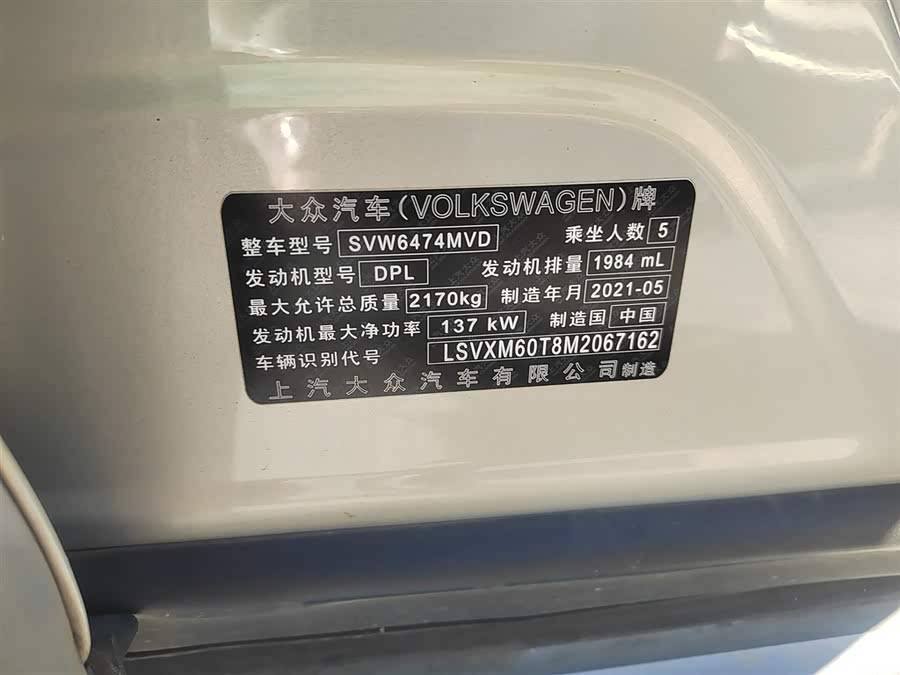 大众汽车(VOLKSWAGEN)牌
整车型号 SVW6474MVD 乘坐人数 5
发动机型号 DPL 发动机排量 1984 mL
最大允许总质量 2170kg 制造年月 2021-05
发动机最大净功率 137 kW 制造国 中国
车辆识别代号 LSVXM60T8M2067162
上汽大众汽车有限公司制造